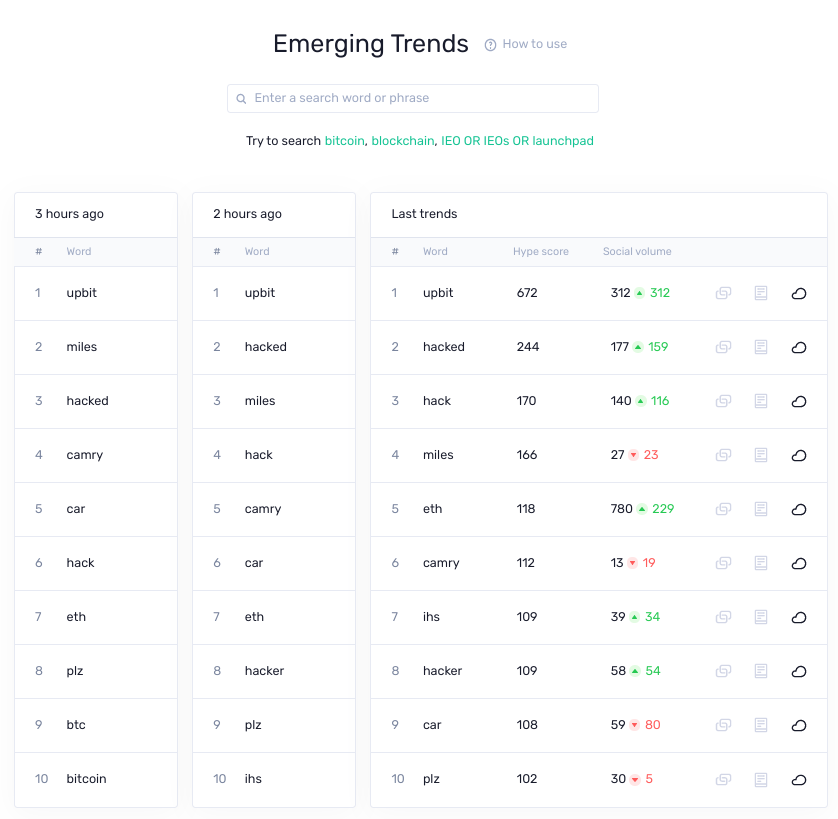 Emerging Trends How to use
Enter a search word or phrase
Try to search bitcoin, blockchain, IEO OR IEOs OR launchpad
3 hours ago
# Word
1 upbit
2 miles
3 hacked
4 camry
5 car
6 hack
7 eth
8 plz
9 btc
10 bitcoin
2 hours ago
# Word
1 upbit
2 hacked
3 miles
4 hack
5 camry
6 car
7 eth
8 hacker
9 plz
10 ihs
Last trends
# Word Hype score Social volume
1 upbit 672 312 312
2 hacked 244 177 159
3 hack 170 140 116
4 miles 166 27 23
5 eth 118 780 229
6 camry 112 13 19
7 ihs 109 39 34
8 hacker 109 58 54
9 car 108 59 80
10 plz 102 30 5